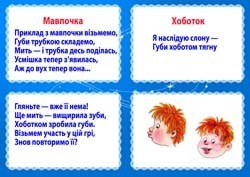 Мавпочка
Приклад з мавпочки візьмемо,
Губи трубкою складемо,
Мить — і трубка десь поділась,
Усмішка тепер з'явилась,
Аж до вух тепер вона...
Хоботок
Я наслідую слону —
Губи хоботом тягну
Гляньте — вже її нема!
Ще мить — вищирила зуби,
Хоботком зробила губи.
Візьмем участь у цій грі,
Знов повторимо її?